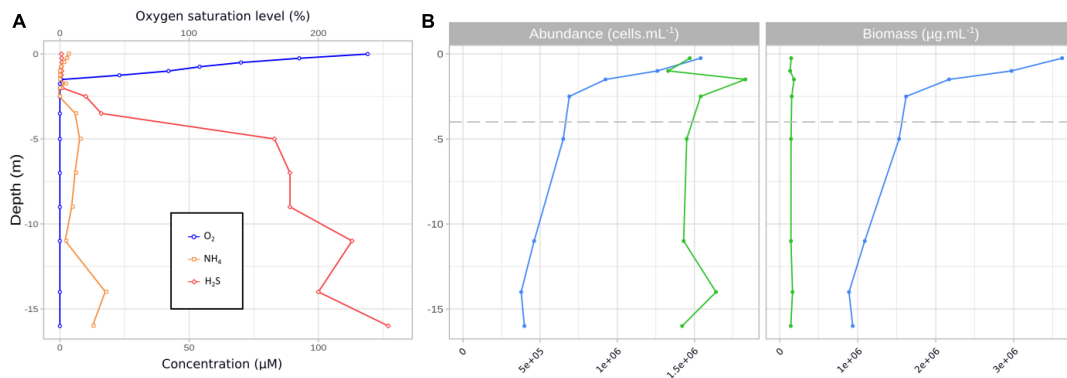 A
Oxygen saturation level (%)
0 100 200
Depth (m)
0
-5
-10
-15
O₂
NH₄
H₂S
0 50 100
Concentration (µM)
B
Abundance (cells.mL⁻¹) Biomass (µg.mL⁻¹)
0
-5
-10
-15
0 5e+05 1e+06 1.5e+06 0 1e+06 2e+06 3e+06